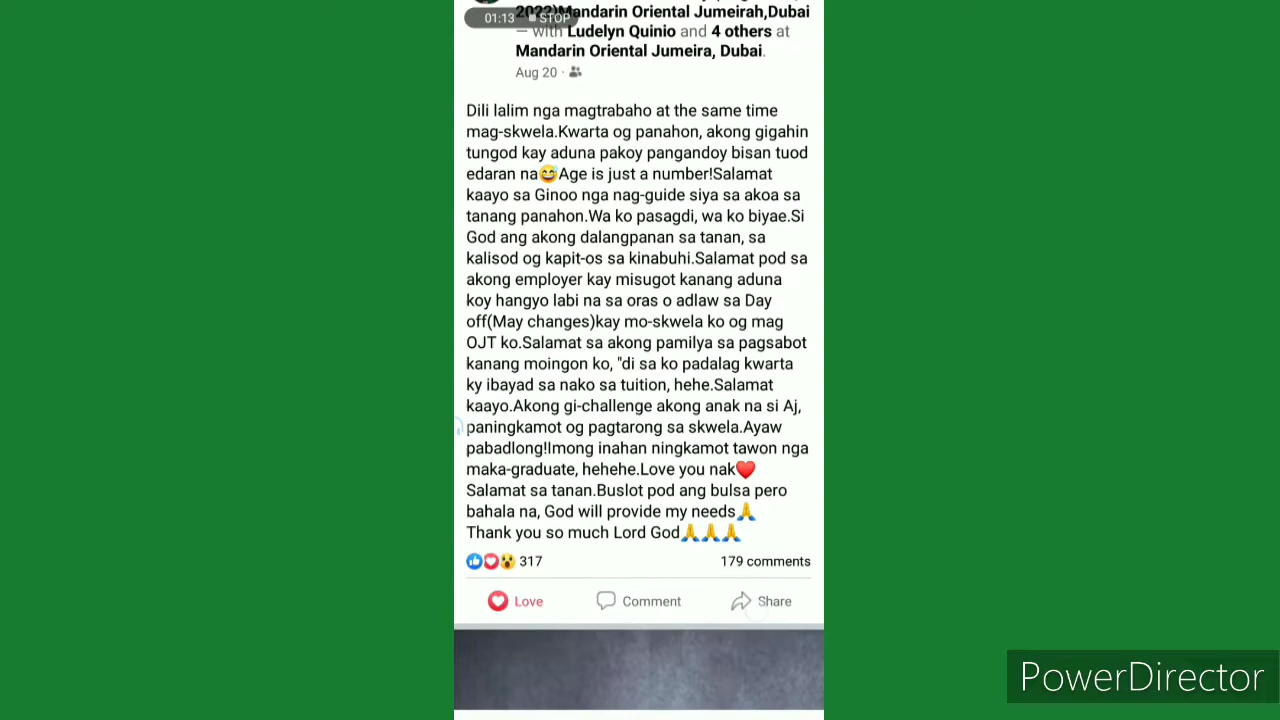 01:13 STOP
2022)Mandarin Oriental Jumeirah,Dubai
— with Ludelyn Quinio and 4 others at
Mandarin Oriental Jumeira, Dubai.
Aug 20 ·
Dili lalim nga magtrabaho at the same time
mag-skwela.Kwarta og panahon, akong gigahin
tungod kay aduna pakoy pangandoy bisan tuod
edaran na😅Age is just a number!Salamat
kaayo sa Ginoo nga nag-guide siya sa akoa sa
tanang panahon.Wa ko pasagdi, wa ko biyae.Si
God ang akong dalangpanan sa tanan, sa
kalisod og kapit-os sa kinabuhi.Salamat pod sa
akong employer kay misugot kanang aduna
koy hangyo labi na sa oras o adlaw sa Day
off(May changes)kay mo-skwela ko og mag
OJT ko.Salamat sa akong pamilya sa pagsabot
kanang moingon ko, "di sa ko padalag kwarta
ky ibayad sa nako sa tuition, hehe.Salamat
kaayo.Akong gi-challenge akong anak na si Aj,
paningkamot og pagtarong sa skwela.Ayaw
pabadlong!Imong inahan ningkamot tawon nga
maka-graduate, hehehe.Love you nak❤️
Salamat sa tanan.Buslot pod ang bulsa pero
bahala na, God will provide my needs🙏
Thank you so much Lord God🙏🙏🙏
317 179 comments
Love Comment Share
PowerDirector